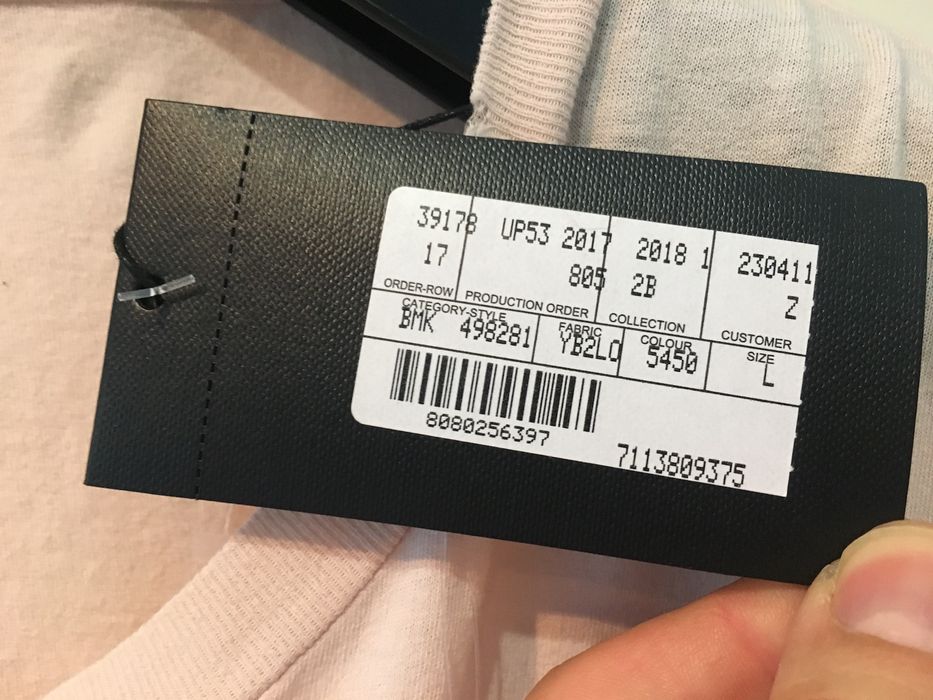 39178 UP53 2017 2018 1 230411
17 805 2B Z
ORDER-ROW PRODUCTION ORDER COLLECTION CUSTOMER
CATEGORY-STYLE FABRIC COLOUR SIZE
BMK 498281 YB2LO 5450 L
8080256397
7113809375